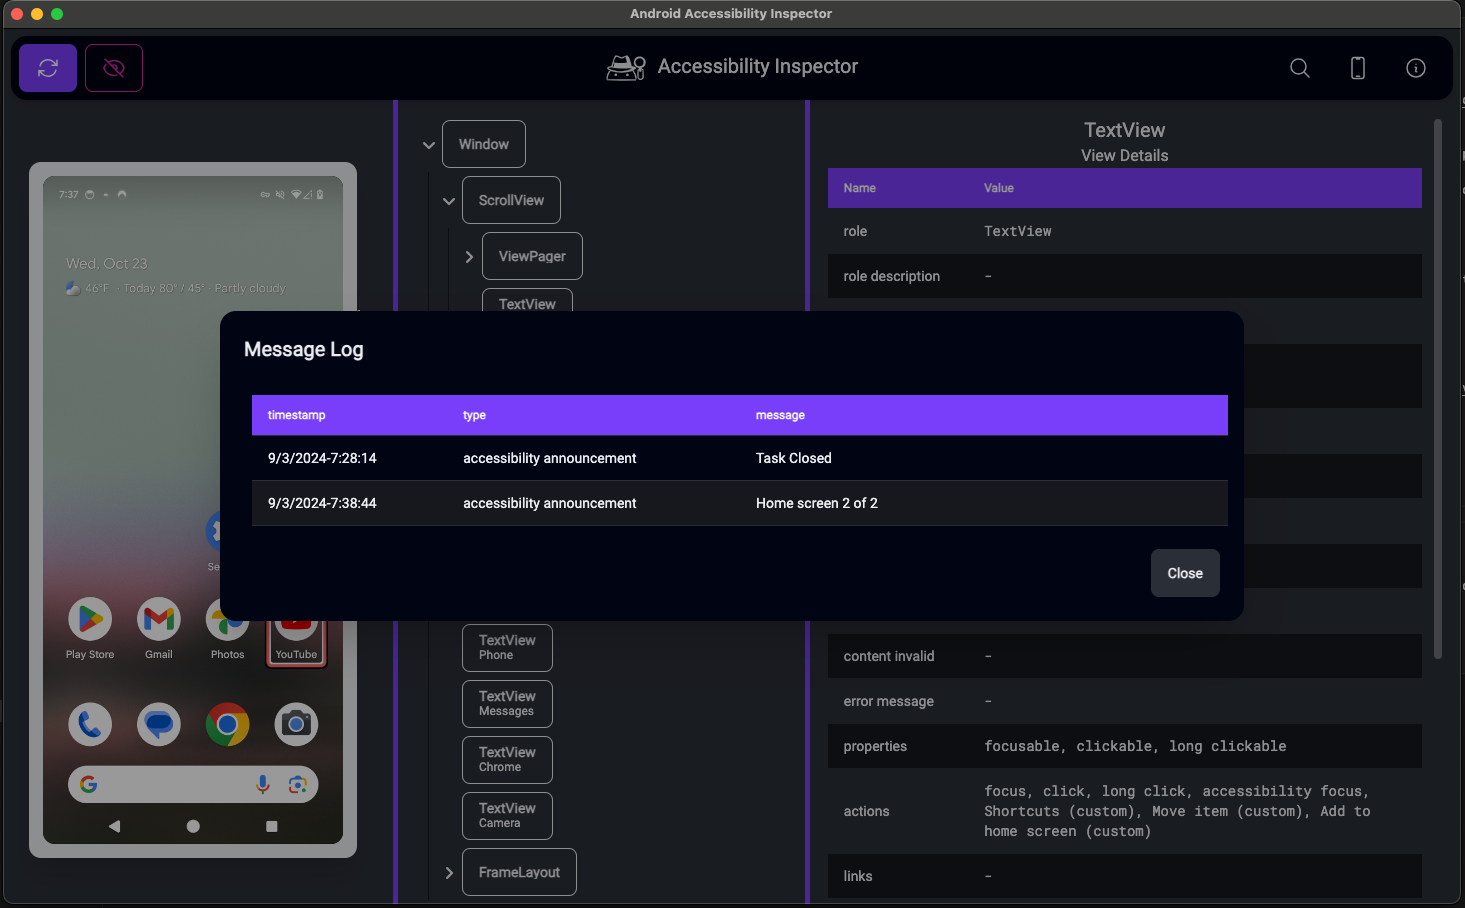 Android Accessibility Inspector
Accessibility Inspector
7:37
Wed, Oct 23
46°F · Today 80° / 45° · Partly cloudy
Play Store
Gmail
Photos
YouTube
Window
ScrollView
ViewPager
TextView
TextView
Phone
TextView
Messages
TextView
Chrome
TextView
Camera
FrameLayout
TextView
View Details
Name Value
role TextView
role description -
content invalid -
error message -
properties focusable, clickable, long clickable
actions focus, click, long click, accessibility focus,
Shortcuts (custom), Move item (custom), Add to
home screen (custom)
links -
Message Log
timestamp type message
9/3/2024-7:28:14 accessibility announcement Task Closed
9/3/2024-7:38:44 accessibility announcement Home screen 2 of 2
Close